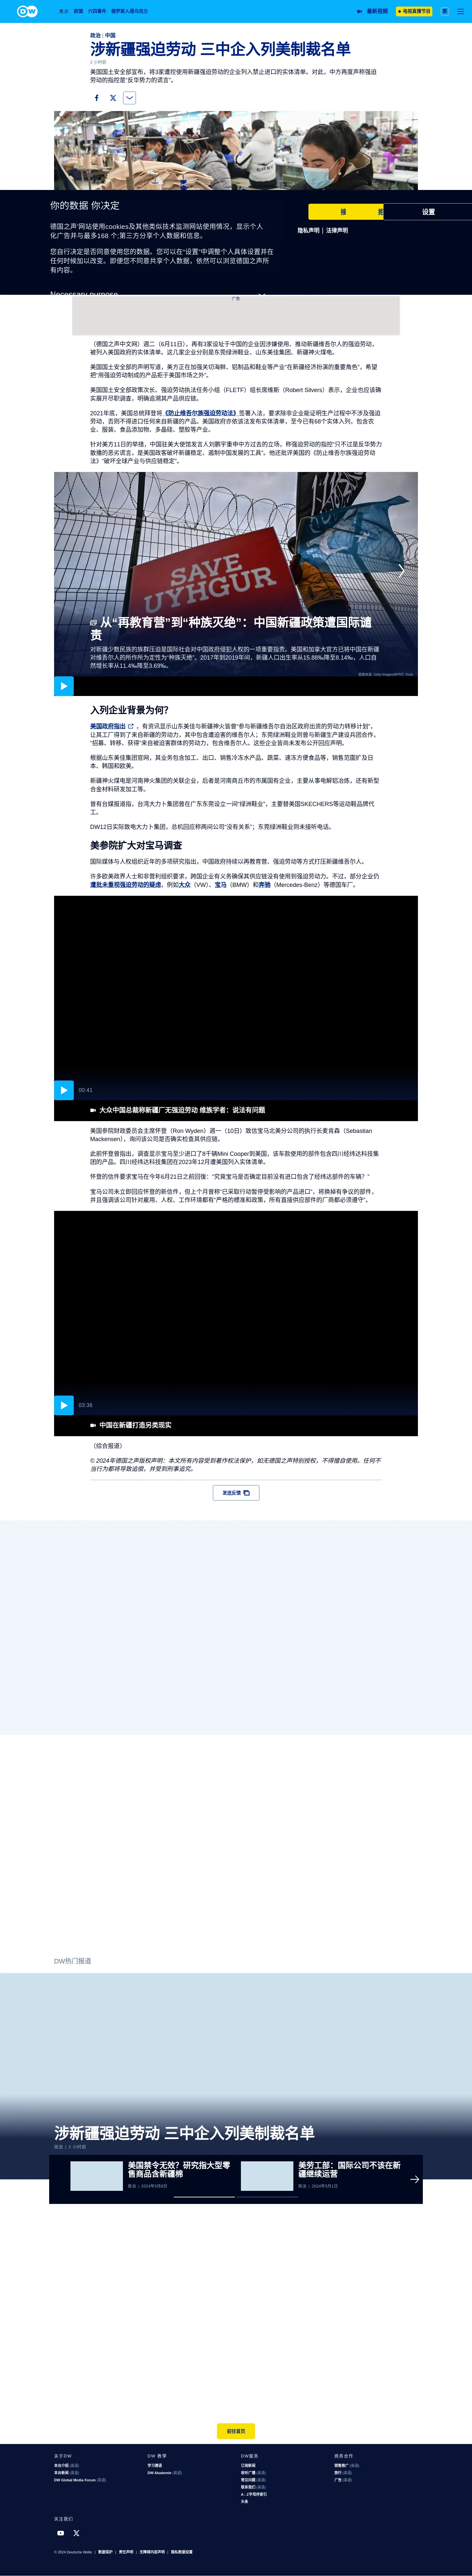 DW
焦点
欧盟
六四事件
俄罗斯入侵乌克兰
最新视频
电视直播节目
政治 | 中国
涉新疆强迫劳动 三中企入列美制裁名单
2 小时前
美国国土安全部宣布，将3家遭控使用新疆强迫劳动的企业列入禁止进口的实体清单。对此，中方再度声称强迫劳动的指控是“反华势力的谎言”。
你的数据 你决定
德国之声'网站使用cookies及其他类似技术监测网站使用情况，显示个人化广告并与最多168 个;第三方分享个人数据和信息。
您自行决定是否同意使用您的数据。您可以在"设置"中调整个人具体设置并在任何时候加以改变。即使您不同意共享个人数据，依然可以浏览德国之声所有内容。
Necessary purpose
设置
隐私声明 | 法律声明
广告
（德国之声中文网）週二（6月11日），再有3家设址于中国的企业因涉嫌使用、推动新疆维吾尔人的强迫劳动，被列入美国政府的实体清单。这几家企业分别是东莞绿洲鞋业、山东美佳集团、新疆神火煤电。
美国国土安全部的声明写道，美方正在加强关切海鲜、铝制品和鞋业等产业“在新疆经济扮演的重要角色”，希望把“用强迫劳动制成的产品拒于美国市场之外”。
美国国土安全部政策次长、强迫劳动执法任务小组（FLETF）组长席维斯（Robert Silvers）表示，企业也应该确实展开尽职调查，明确追溯其产品供应链。
2021年底，美国总统拜登将《防止维吾尔族强迫劳动法》签署入法，要求除非企业能证明生产过程中不涉及强迫劳动，否则不得进口任何来自新疆的产品。美国政府亦依该法发布实体清单，至今已有68个实体入列，包含农业、服装、食品添加物、多晶硅、塑胶等产业。
针对美方11日的举措，中国驻美大使馆发言人刘鹏宇重申中方过去的立场，称强迫劳动的指控“只不过是反华势力散播的恶劣谎言，是美国政客破坏新疆稳定、遏制中国发展的工具”。他还批评美国的《防止维吾尔族强迫劳动法》“破坏全球产业与供应链稳定”。
SAVE UYGHUR
从“再教育营”到“种族灭绝”：中国新疆政策遭国际谴责
对新疆少数民族的族群压迫是国际社会对中国政府侵犯人权的一项重要指责。美国和加拿大官方已将中国在新疆对维吾尔人的所作所为定性为“种族灭绝”。2017年到2019年间，新疆人口出生率从15.88‰降至8.14‰，人口自然增长率从11.4‰降至3.69‰。
入列企业背景为何？
美国政府指出 ，有资讯显示山东美佳与新疆神火皆曾“参与新疆维吾尔自治区政府出资的劳动力转移计划”，让其工厂得到了来自新疆的劳动力，其中包含遭迫害的维吾尔人；东莞绿洲鞋业则曾与新疆生产建设兵团合作，“招募、转移、获得”来自被迫害群体的劳动力，包含维吾尔人。这些企业皆尚未发布公开回应声明。
根据山东美佳集团官网，其业务包含加工、出口、销售冷冻水产品、蔬菜、速冻方便食品等，销售范围扩及日本、韩国和欧美。
新疆神火煤电是河南神火集团的关联企业，后者是河南商丘市的市属国有企业，主要从事电解铝冶炼，还有新型合金材料研发加工等。
曾有台媒报道指，台湾大力卜集团曾在广东东莞设立一间“绿洲鞋业”，主要替美国SKECHERS等运动鞋品牌代工。
DW12日实际致电大力卜集团，总机回应称两间公司“没有关系”；东莞绿洲鞋业则未接听电话。
美参院扩大对宝马调查
国际媒体与人权组织近年的多项研究指出，中国政府持续以再教育营、强迫劳动等方式打压新疆维吾尔人。
许多欧美政界人士和非营利组织要求，跨国企业有义务确保其供应链没有使用到强迫劳动力。不过，部分企业仍遭批未重视强迫劳动的疑虑，例如大众（VW）、宝马（BMW）和奔驰（Mercedes-Benz）等德国车厂。
00:41
大众中国总裁称新疆厂无强迫劳动 维族学者：说法有问题
美国参院财政委员会主席怀登（Ron Wyden）週一（10日）致信宝马北美分公司的执行长麦肯森（Sebastian Mackensen），询问该公司是否确实检查其供应链。
此前怀登曾指出，调查显示宝马至少进口了8千辆Mini Cooper到美国，该车款使用的部件包含四川经纬达科技集团的产品。四川经纬达科技集团在2023年12月遭美国列入实体清单。
怀登的信件要求宝马在今年6月21日之前回復：“究竟宝马是否确定目前没有进口包含了经纬达部件的车辆？”
宝马公司未立即回应怀登的新信件，但上个月曾称“已采取行动暂停受影响的产品进口”，将换掉有争议的部件，并且强调该公司针对雇用、人权、工作环境都有“严格的標准和政策，所有直接供应部件的厂商都必须遵守”。
03:36
中国在新疆打造另类现实
（综合报道）
© 2024年德国之声版权声明：本文所有内容受到著作权法保护，如无德国之声特别授权，不得擅自使用。任何不当行为都将导致追偿，并受到刑事追究。
发送反馈
DW热门报道
涉新疆强迫劳动 三中企入列美制裁名单
政治 | 2 小时前
美国禁令无效？研究指大型零售商品含新疆棉
政治 | 2024年5月8日
美劳工部：国际公司不该在新疆继续运营
政治 | 2024年5月1日
前往首页
关于DW
本台介绍 (英语)
本台新闻 (英语)
DW Global Media Forum (英语)
DW 教学
学习德语
DW Akademie (英语)
DW服务
订阅新闻
收听广播 (英语)
常见问题 (英语)
联系我们 (英语)
A - Z字母排索引
头条
商务合作
销售推广 (英语)
旅行 (英语)
广告 (英语)
关注我们
© 2024 Deutsche Welle | 数据保护 | 责任声明 | 无障碍内容声明 | 隐私数据设置